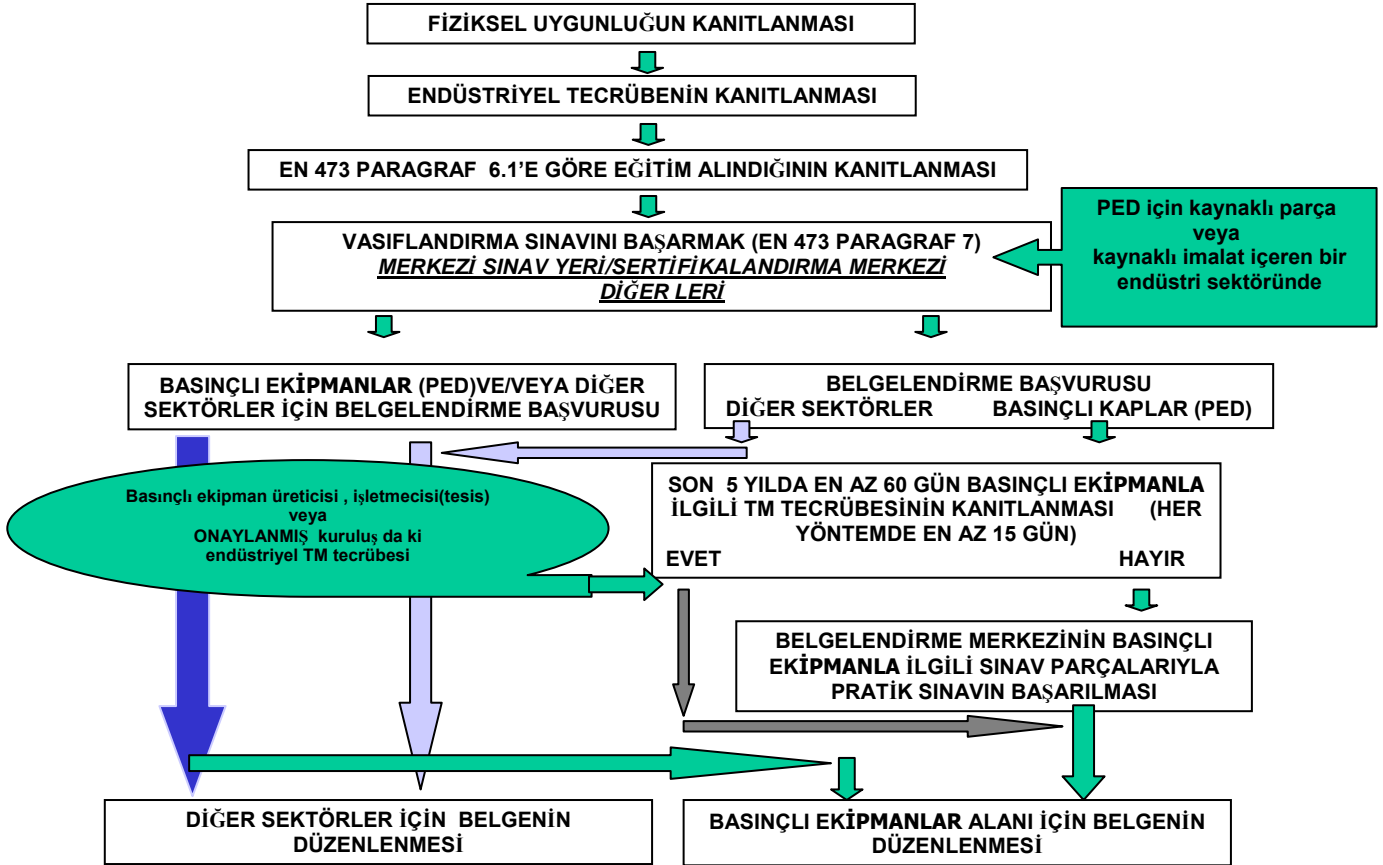 FİZİKSEL UYGUNLUĞUN KANITLANMASI
ENDÜSTRİYEL TECRÜBENİN KANITLANMASI
EN 473 PARAGRAF 6.1'E GÖRE EĞİTİM ALINDIĞININ KANITLANMASI
VASIFLANDIRMA SINAVINI BAŞARMAK (EN 473 PARAGRAF 7)
MERKEZİ SINAV YERİ/SERTİFİKALANDIRMA MERKEZİ
DİĞER LERİ
PED için kaynaklı parça
veya
kaynaklı imalat içeren bir
endüstri sektöründe
BASINÇLI EKİPMANLAR (PED)VE/VEYA DİĞER
SEKTÖRLER İÇİN BELGELENDİRME BAŞVURUSU
BELGELENDİRME BAŞVURUSU
DİĞER SEKTÖRLER BASINÇLI KAPLAR (PED)
Basınçlı ekipman üreticisi , işletmecisi(tesis)
veya
ONAYLANMIŞ kuruluş da ki
endüstriyel TM tecrübesi
SON 5 YILDA EN AZ 60 GÜN BASINÇLI EKİPMANLA
İLGİLİ TM TECRÜBESİNİN KANITLANMASI (HER
YÖNTEMDE EN AZ 15 GÜN)
EVET HAYIR
BELGELENDİRME MERKEZİNİN BASINÇLI
EKİPMANLA İLGİLİ SINAV PARÇALARIYLA
PRATİK SINAVIN BAŞARILMASI
DİĞER SEKTÖRLER İÇİN BELGENİN
DÜZENLENMESİ
BASINÇLI EKİPMANLAR ALANI İÇİN BELGENİN
DÜZENLENMESİ